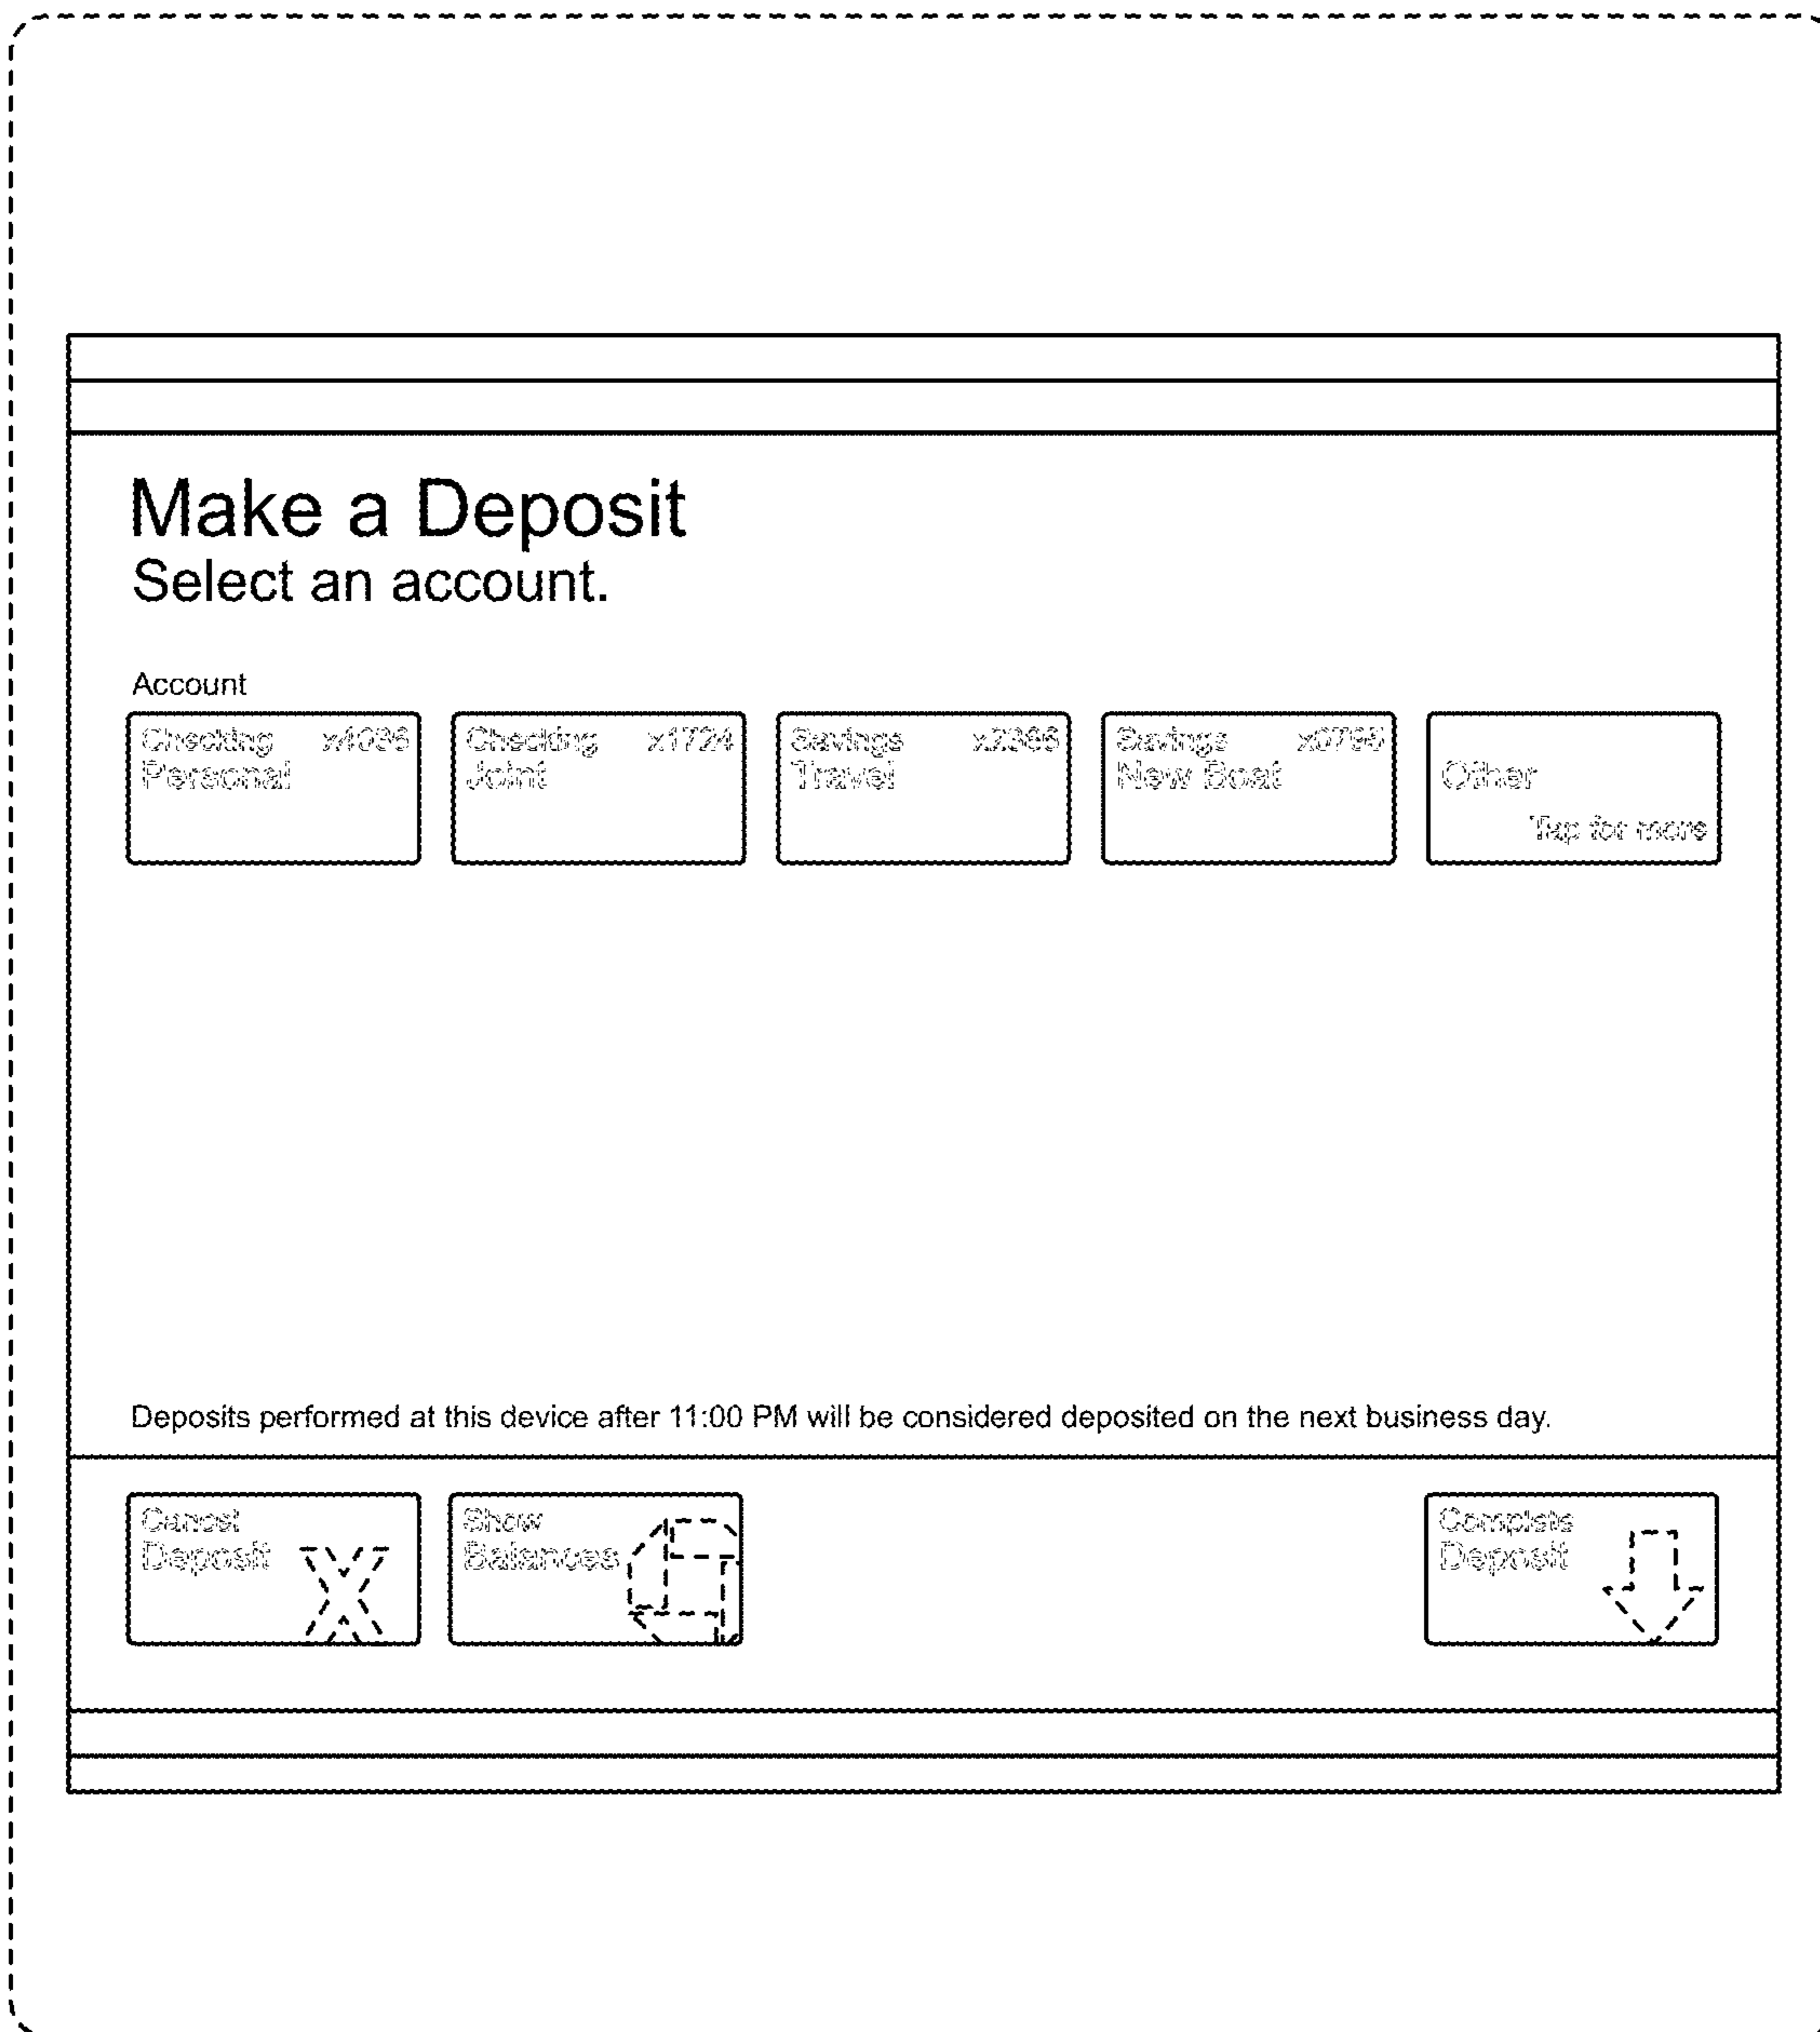 Make a Deposit
Select an account.
Account
Checking
Personal
Checking x1724
Joint
Savings
Travel
Savings
New Boat
Other
Tap for more
Deposits performed at this device after 11:00 PM will be considered deposited on the next business day.
Cancel
Deposit
Show
Balances
Complete
Deposit